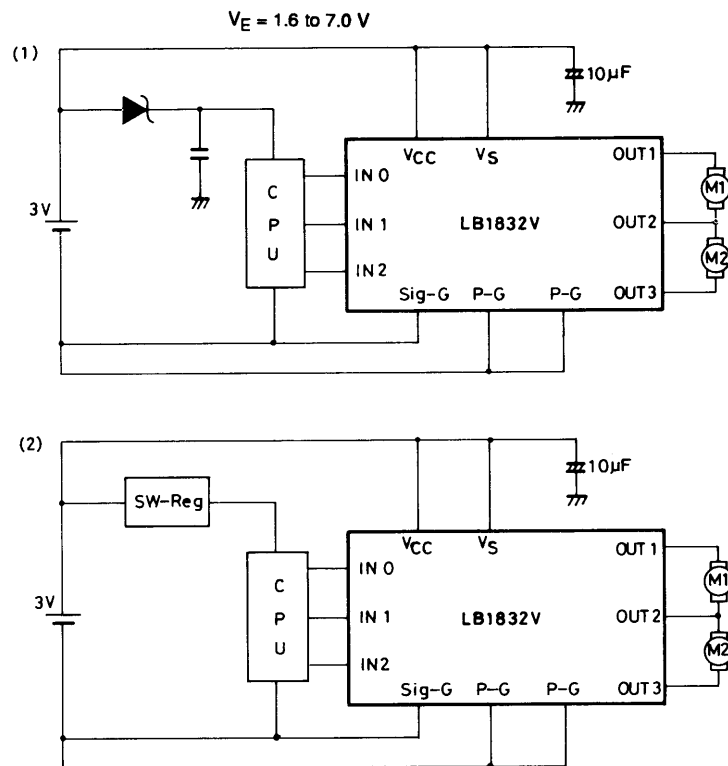 V_E = 1.6 to 7.0 V
(1)
10µF
V_CC V_S OUT1
C P U
IN 0
M1
3V
IN 1
LB1832V
OUT2
IN 2
M2
Sig-G P-G P-G
OUT3
(2)
10µF
SW-Reg
V_CC V_S OUT 1
C P U
IN 0
M1
3V
IN 1
LB1832V
OUT2
IN2
M2
Sig-G P-G P-G
OUT3